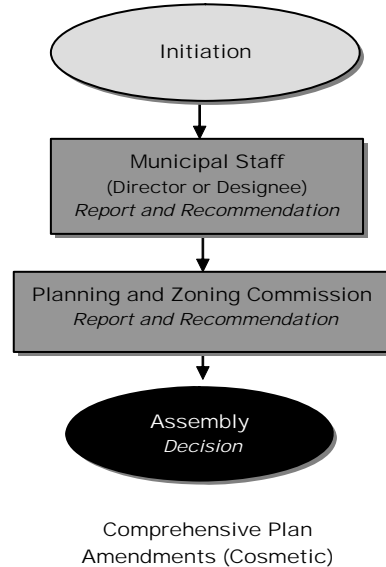 Initiation
Municipal Staff
(Director or Designee)
Report and Recommendation
Planning and Zoning Commission
Report and Recommendation
Assembly
Decision
Comprehensive Plan
Amendments (Cosmetic)